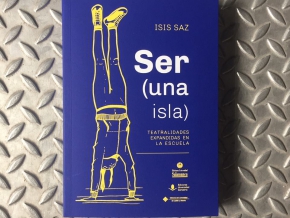 ISIS SAZ
Ser
(una
isla)
TEATRALIDADES
EXPANDIDAS EN
LA ESCUELA